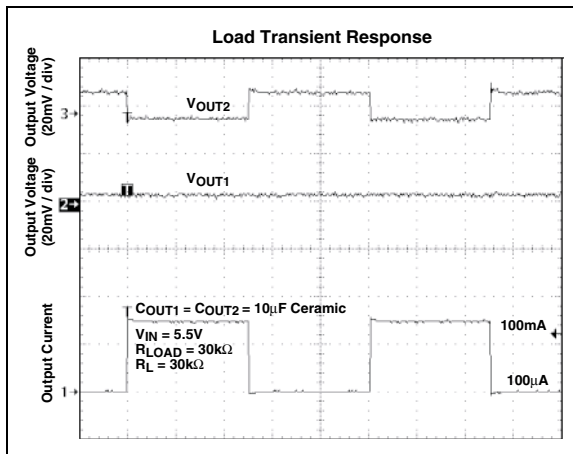 Load Transient Response
Output Voltage
(20mV / div)
3
VOUT2
Output Voltage
(20mV / div)
T
VOUT1
2
Output Current
COUT1 = COUT2 = 10µF Ceramic
VIN = 5.5V
RLOAD = 30kΩ
RL = 30kΩ
100mA
100µA
1